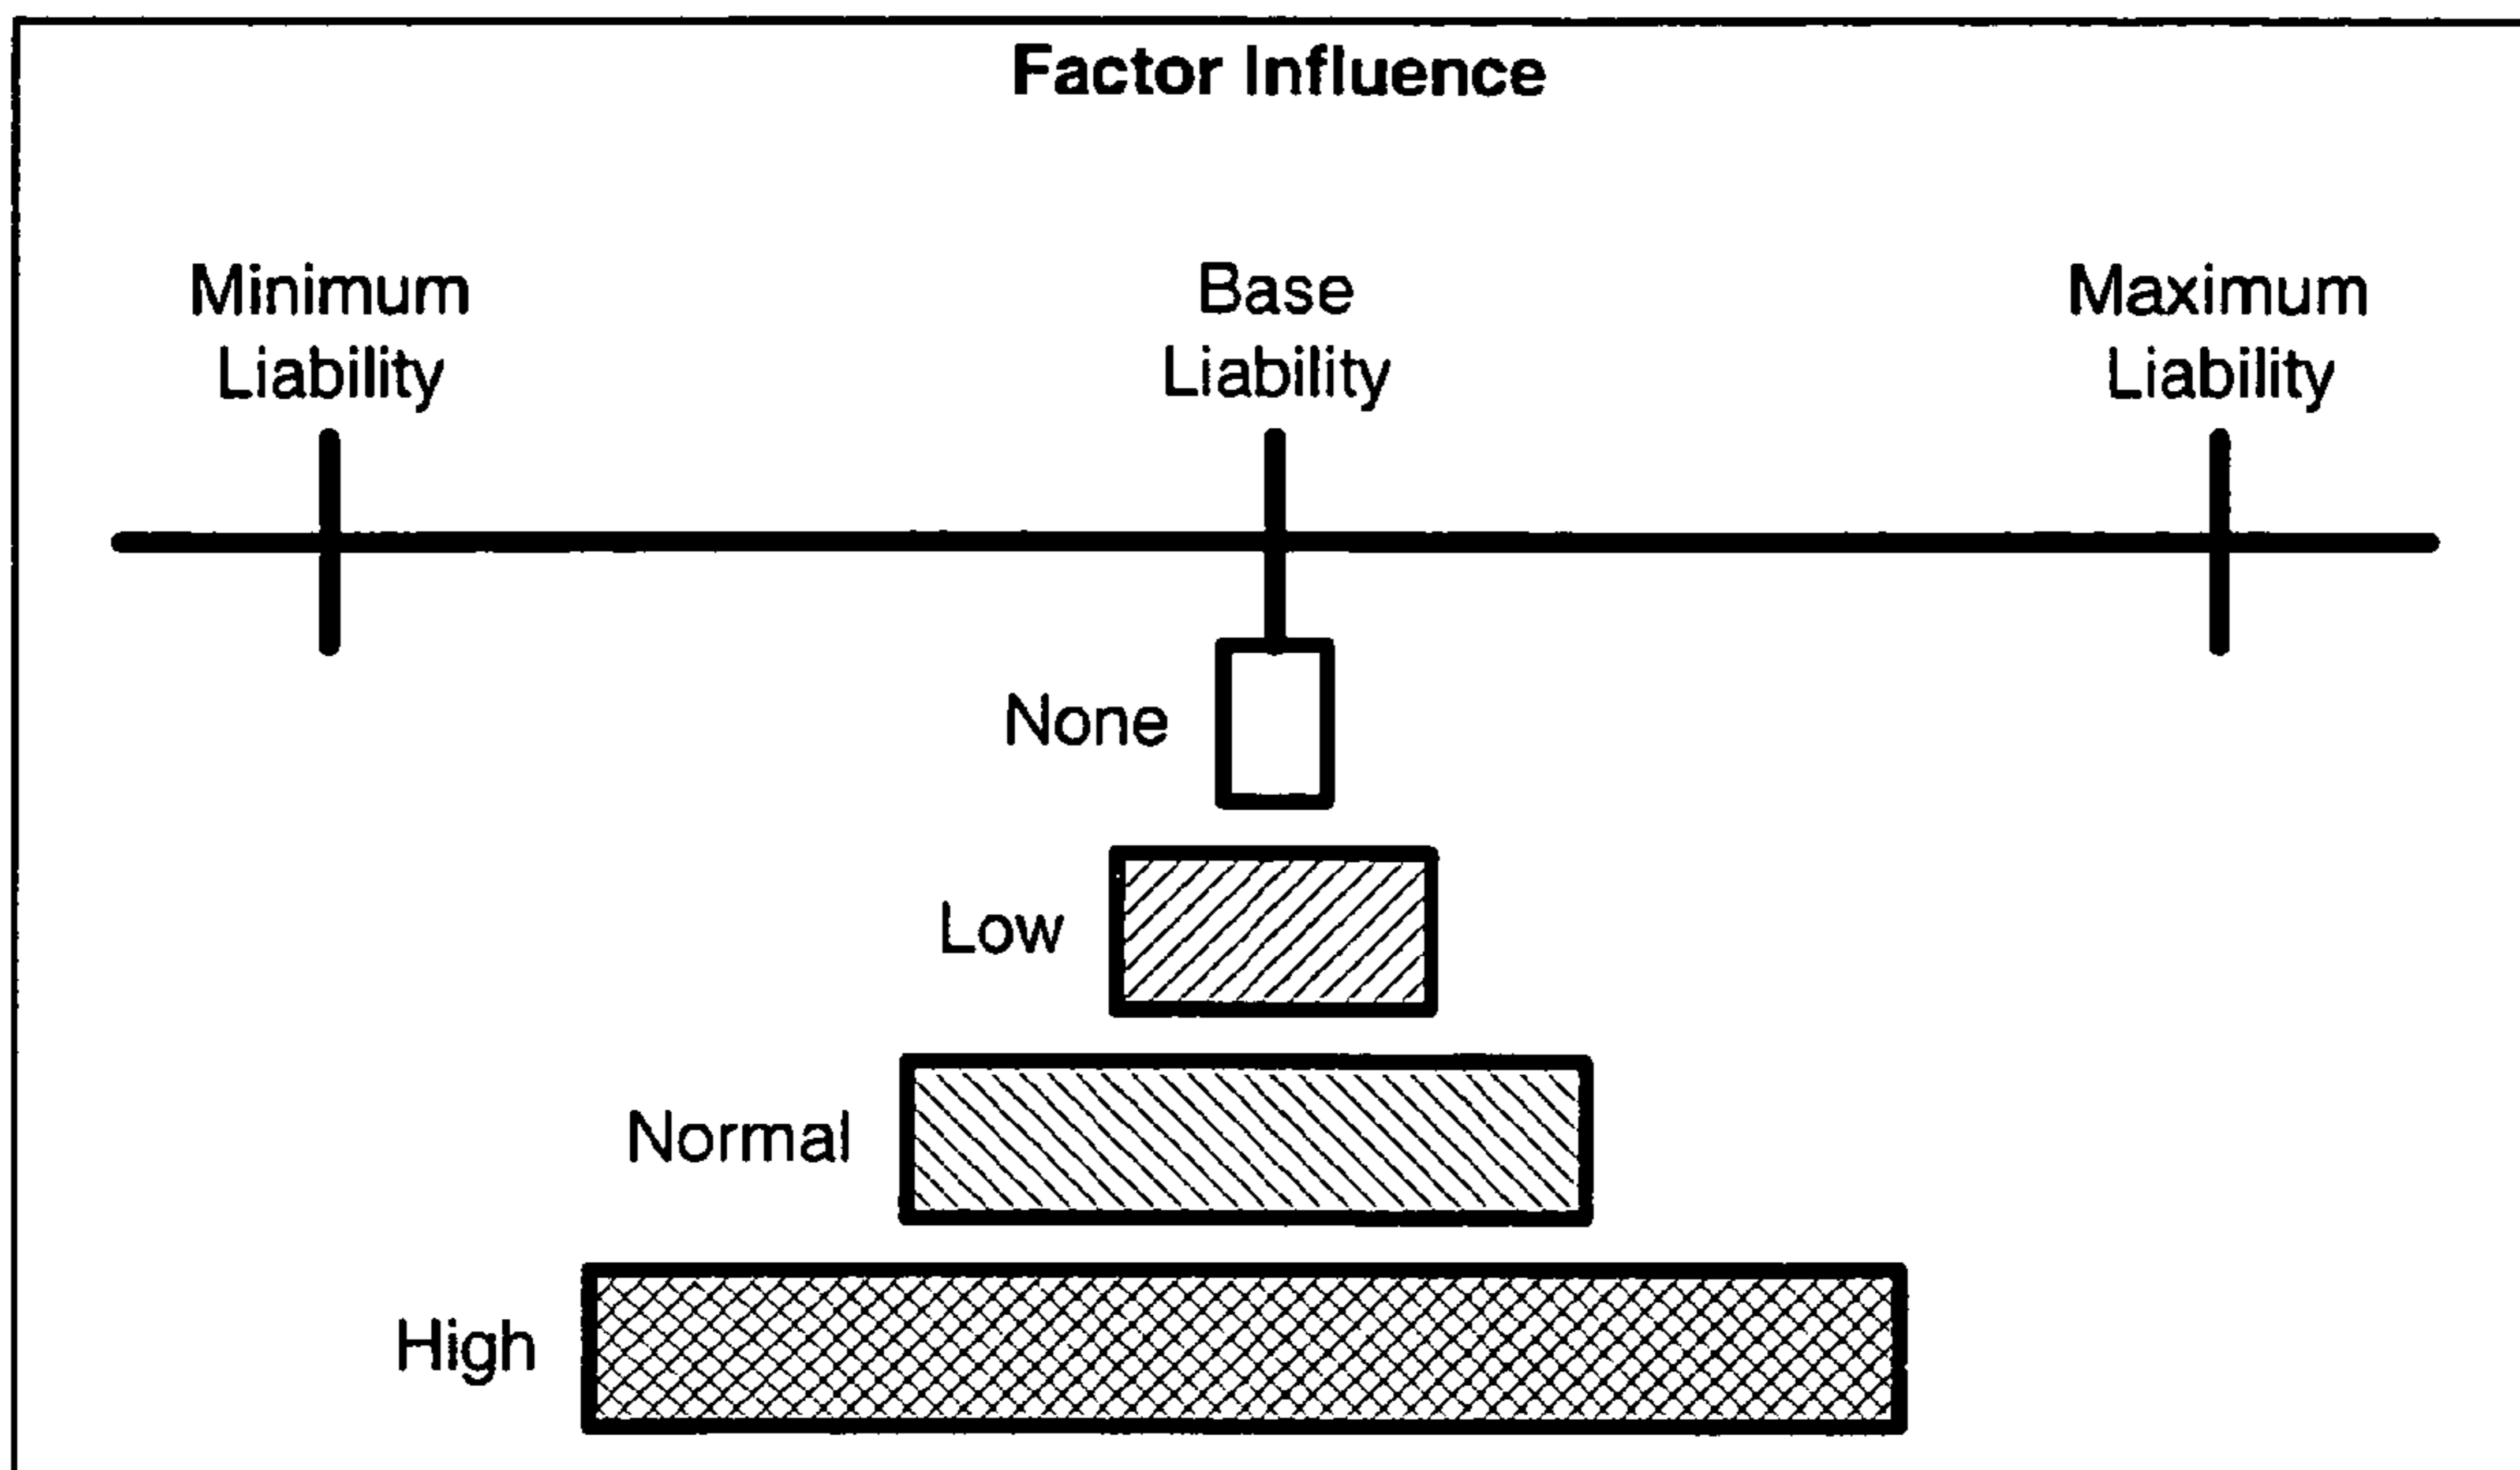 Factor Influence
Minimum
Liability
Base
Liability
Maximum
Liability
None
Low
Normal
High